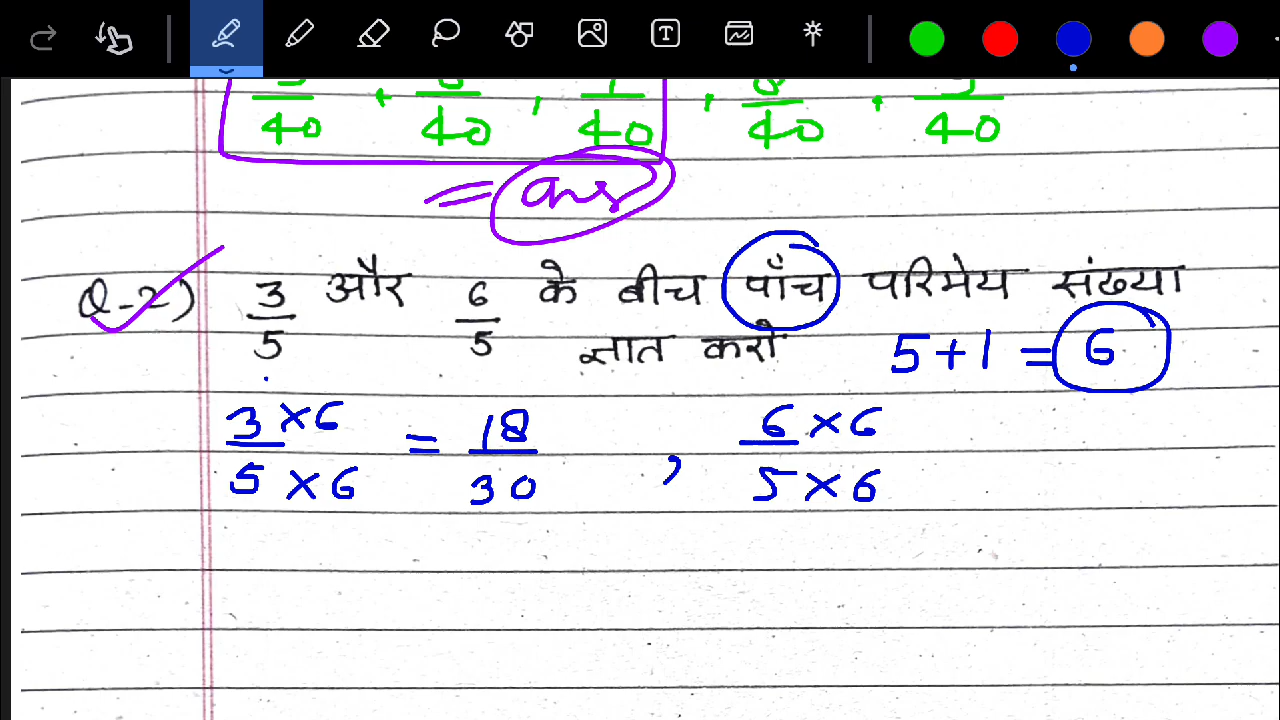 40 , 40 , 40 , 40 , 40
= ans
Q-2) 3/5 और 6/5 के बीच पाँच परिमेय संख्या
ज्ञात करो 5+1 = 6
3×6/5×6 = 18/30 , 6×6/5×6